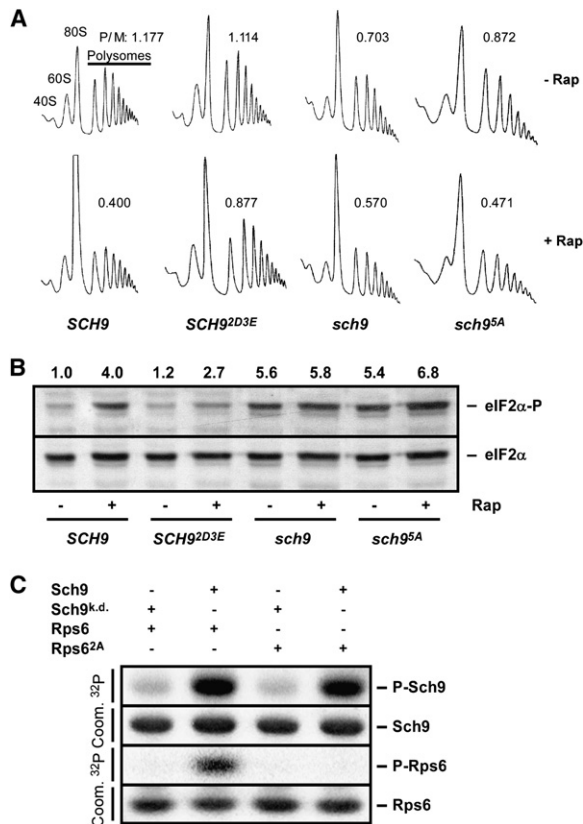 A
80S
P/M: 1.177
Polysomes
60S
40S
1.114
0.703
0.872
- Rap
0.400
0.877
0.570
0.471
+ Rap
SCH9
SCH9^2D3E
sch9
sch9^5A
B
1.0 4.0 1.2 2.7 5.6 5.8 5.4 6.8
– eIF2α-P
– eIF2α
- + - + - + - + Rap
SCH9 SCH9^2D3E sch9 sch9^5A
C
Sch9 - + - +
Sch9^k.d. + - + -
Rps6 + + - -
Rps6^2A - - + +
32P – P-Sch9
Coom. – Sch9
32P – P-Rps6
Coom. – Rps6